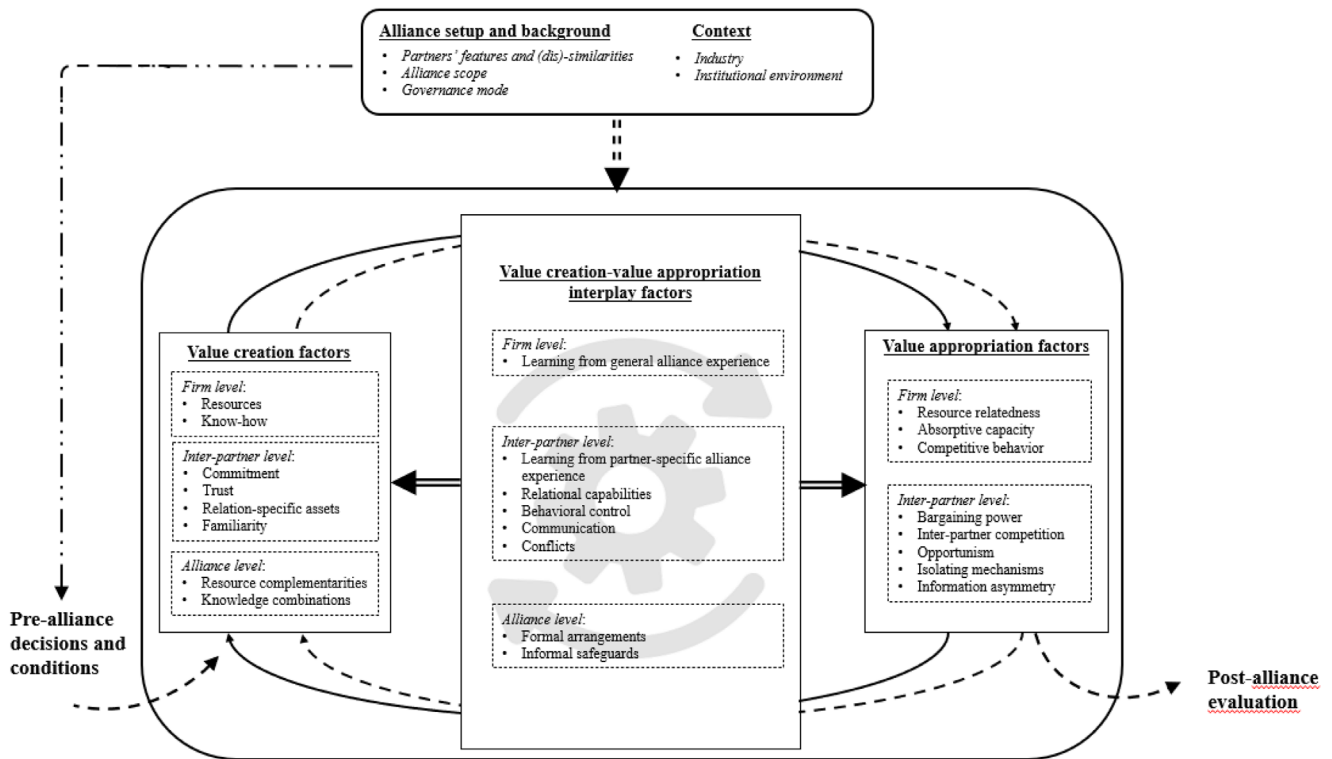 Alliance setup and background
• Partners' features and (dis)-similarities
• Alliance scope
• Governance mode
Context
• Industry
• Institutional environment
Value creation factors
Firm level:
• Resources
• Know-how
Inter-partner level:
• Commitment
• Trust
• Relation-specific assets
• Familiarity
Alliance level:
• Resource complementarities
• Knowledge combinations
Value creation-value appropriation
interplay factors
Firm level:
• Learning from general alliance experience
Inter-partner level:
• Learning from partner-specific alliance
experience
• Relational capabilities
• Behavioral control
• Communication
• Conflicts
Alliance level:
• Formal arrangements
• Informal safeguards
Value appropriation factors
Firm level:
• Resource relatedness
• Absorptive capacity
• Competitive behavior
Inter-partner level:
• Bargaining power
• Inter-partner competition
• Opportunism
• Isolating mechanisms
• Information asymmetry
Pre-alliance
decisions and
conditions
Post-alliance
evaluation